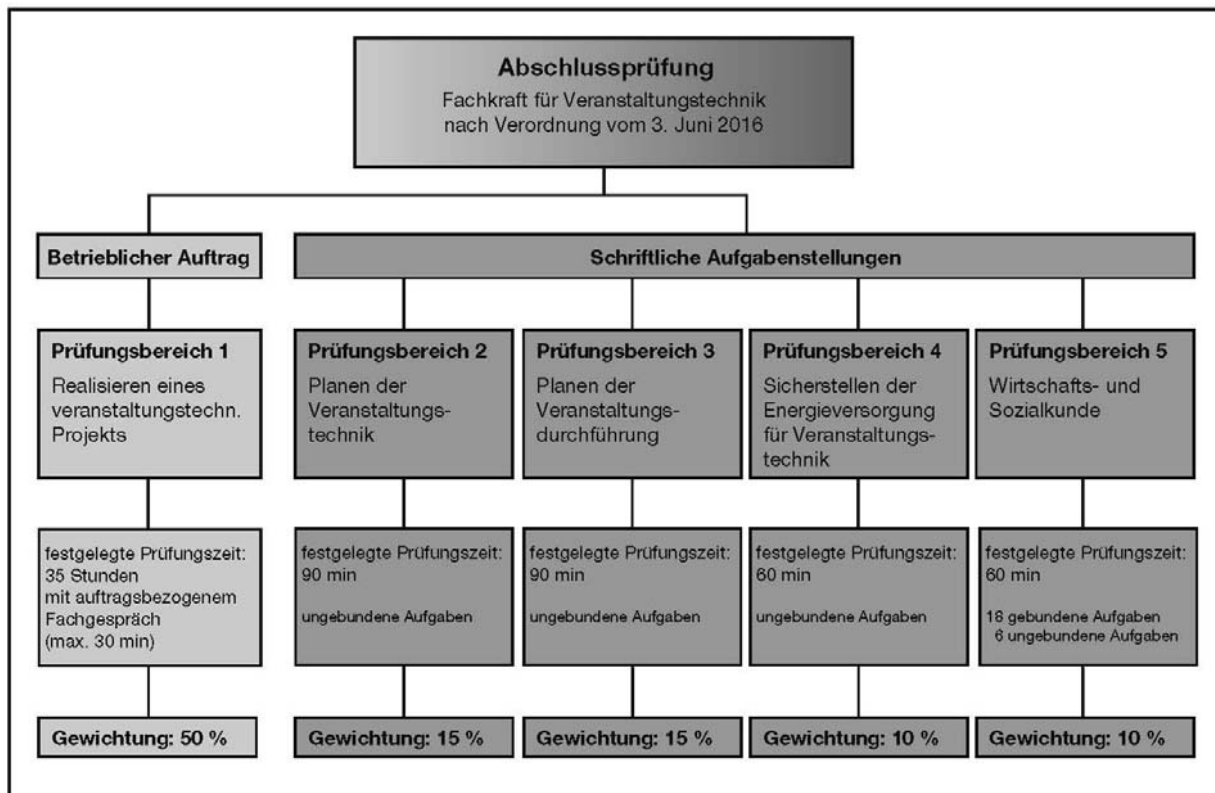 Abschlussprüfung
Fachkraft für Veranstaltungstechnik
nach Verordnung vom 3. Juni 2016
Betrieblicher Auftrag
Schriftliche Aufgabenstellungen
Prüfungsbereich 1
Realisieren eines
veranstaltungstechn.
Projekts
Prüfungsbereich 2
Planen der
Veranstaltungs-
technik
Prüfungsbereich 3
Planen der
Veranstaltungs-
durchführung
Prüfungsbereich 4
Sicherstellen der
Energieversorgung
für Veranstaltungs-
technik
Prüfungsbereich 5
Wirtschafts- und
Sozialkunde
festgelegte Prüfungszeit:
35 Stunden
mit auftragsbezogenem
Fachgespräch
(max. 30 min)
festgelegte Prüfungszeit:
90 min
ungebundene Aufgaben
festgelegte Prüfungszeit:
90 min
ungebundene Aufgaben
festgelegte Prüfungszeit:
60 min
ungebundene Aufgaben
festgelegte Prüfungszeit:
60 min
18 gebundene Aufgaben
6 ungebundene Aufgaben
Gewichtung: 50 %
Gewichtung: 15 %
Gewichtung: 15 %
Gewichtung: 10 %
Gewichtung: 10 %